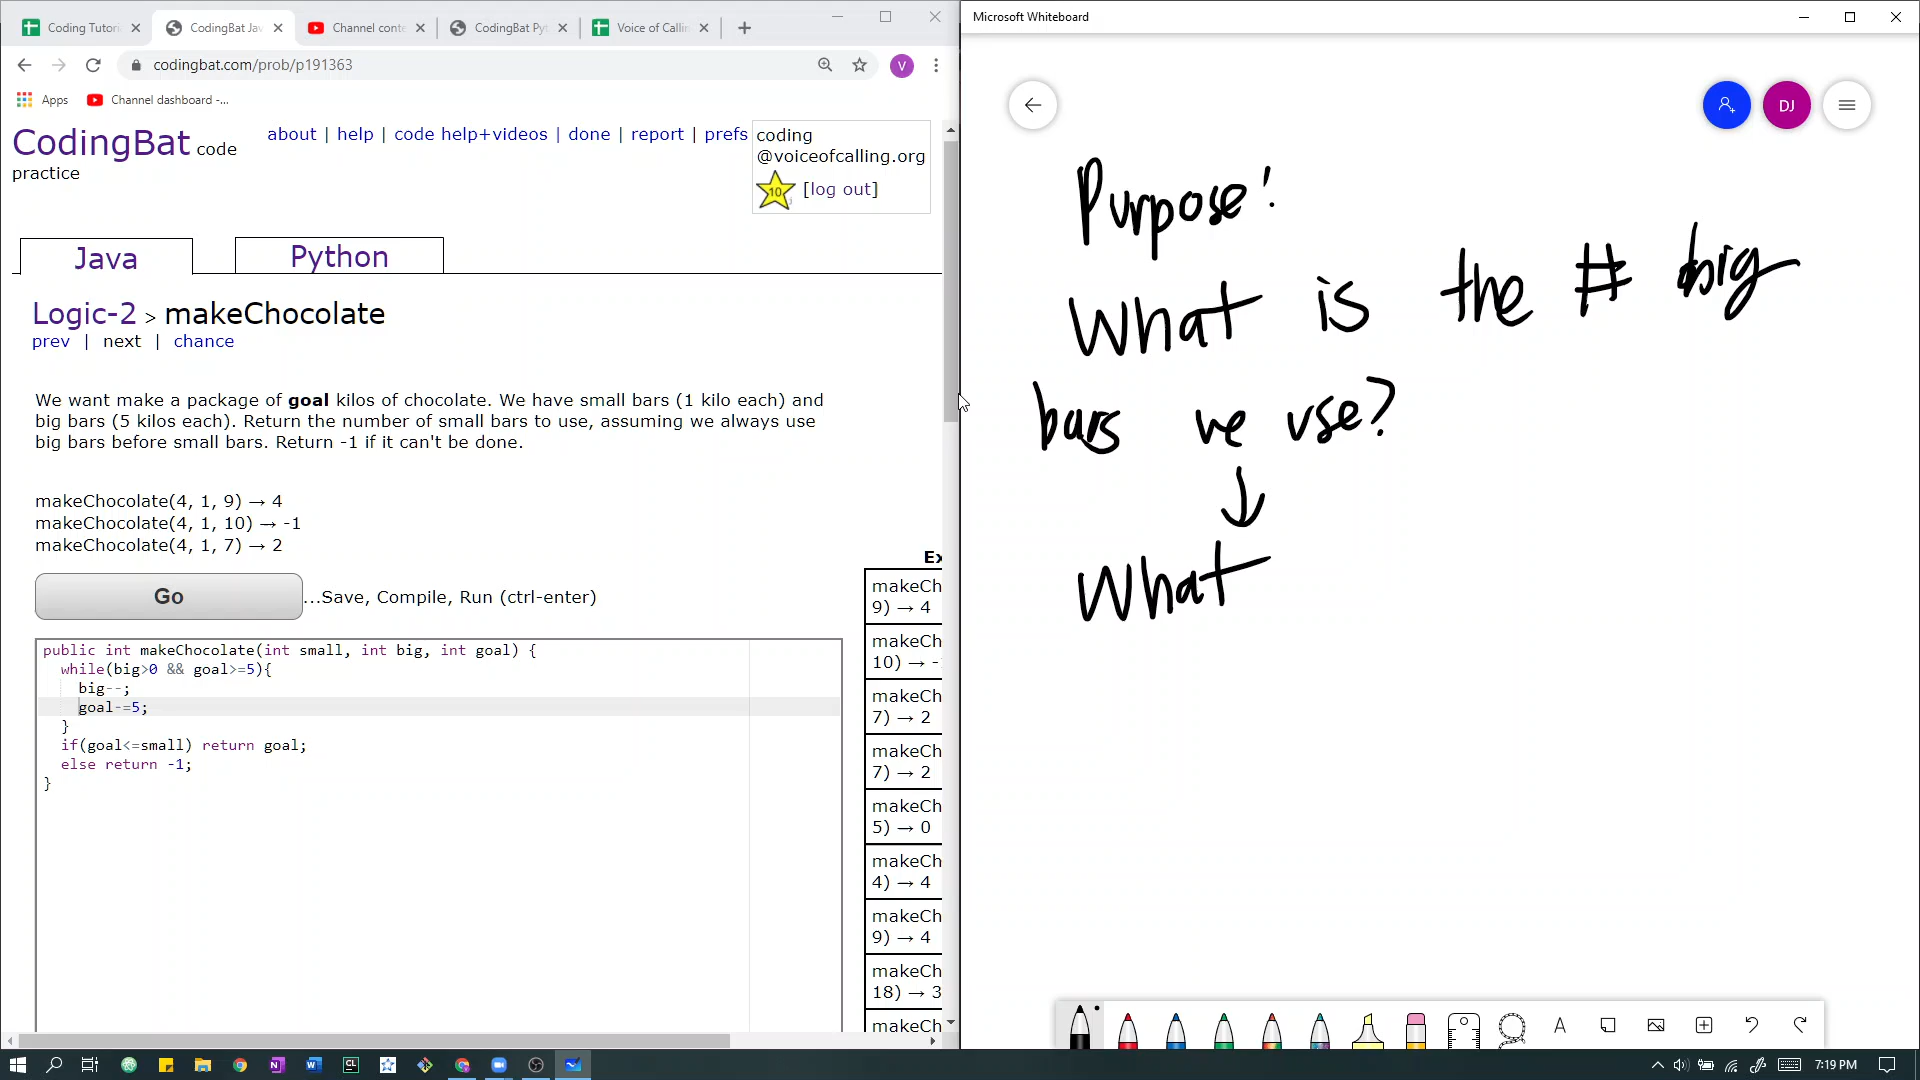 Coding Tutori
CodingBat Jav
Channel conte
CodingBat Pyt
Voice of Callin
Microsoft Whiteboard
codingbat.com/prob/p191363
V
Apps
Channel dashboard -...
CodingBat code
practice
about | help | code help+videos | done | report | prefs
coding
@voiceofcalling.org
10
[log out]
Java
Python
Logic-2 > makeChocolate
prev | next | chance
We want make a package of goal kilos of chocolate. We have small bars (1 kilo each) and
big bars (5 kilos each). Return the number of small bars to use, assuming we always use
big bars before small bars. Return -1 if it can't be done.
makeChocolate(4, 1, 9) → 4
makeChocolate(4, 1, 10) → -1
makeChocolate(4, 1, 7) → 2
Go
...Save, Compile, Run (ctrl-enter)
public int makeChocolate(int small, int big, int goal) {
while(big>0 && goal>=5){
big--;
goal-=5;
}
if(goal<=small) return goal;
else return -1;
}
Ex
makeCh
9) → 4
makeCh
10) → -
makeCh
7) → 2
makeCh
7) → 2
makeCh
5) → 0
makeCh
4) → 4
makeCh
9) → 4
makeCh
18) → 3
makeCh
DJ
Purpose:
What is the # big
bars we use?
↓
What
A
7:19 PM